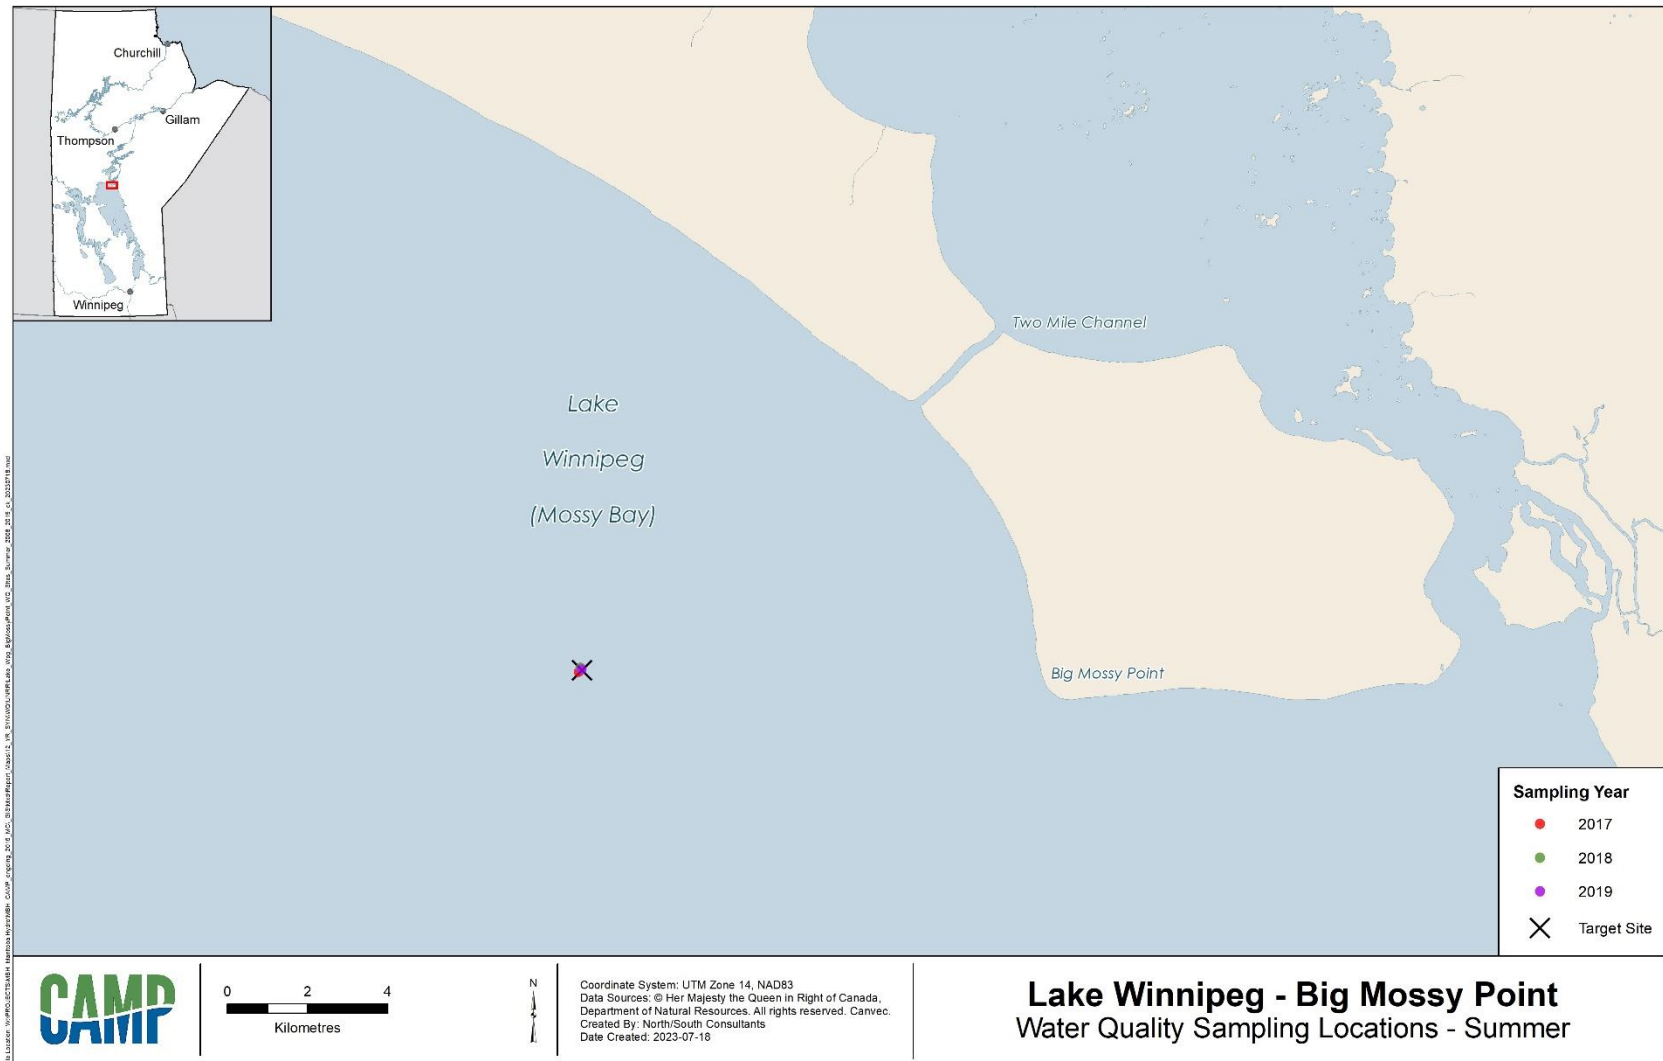 Churchill
Gillam
Thompson
Winnipeg
Two Mile Channel
Lake
Winnipeg
(Mossy Bay)
Big Mossy Point
Sampling Year
2017
2018
2019
Target Site
CAMP
0 2 4
Kilometres
N
Coordinate System: UTM Zone 14, NAD83
Data Sources: © Her Majesty the Queen in Right of Canada,
Department of Natural Resources. All rights reserved. Canvec.
Created By: North/South Consultants
Date Created: 2023-07-18
Lake Winnipeg - Big Mossy Point
Water Quality Sampling Locations - Summer